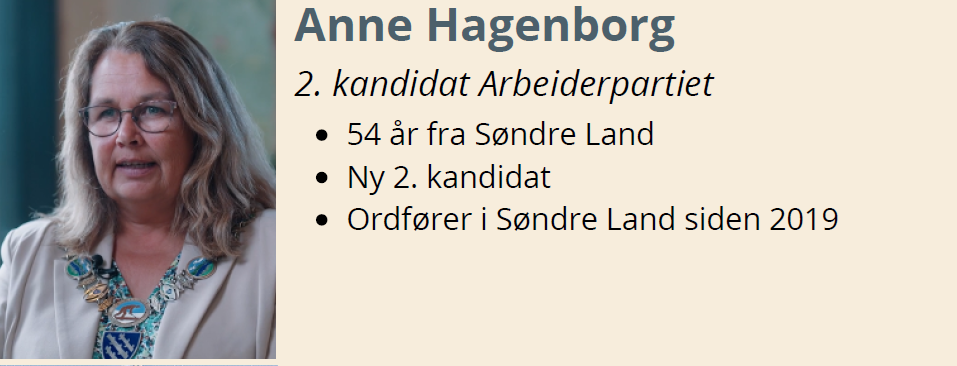 Anne Hagenborg
2. kandidat Arbeiderpartiet
• 54 år fra Søndre Land
• Ny 2. kandidat
• Ordfører i Søndre Land siden 2019